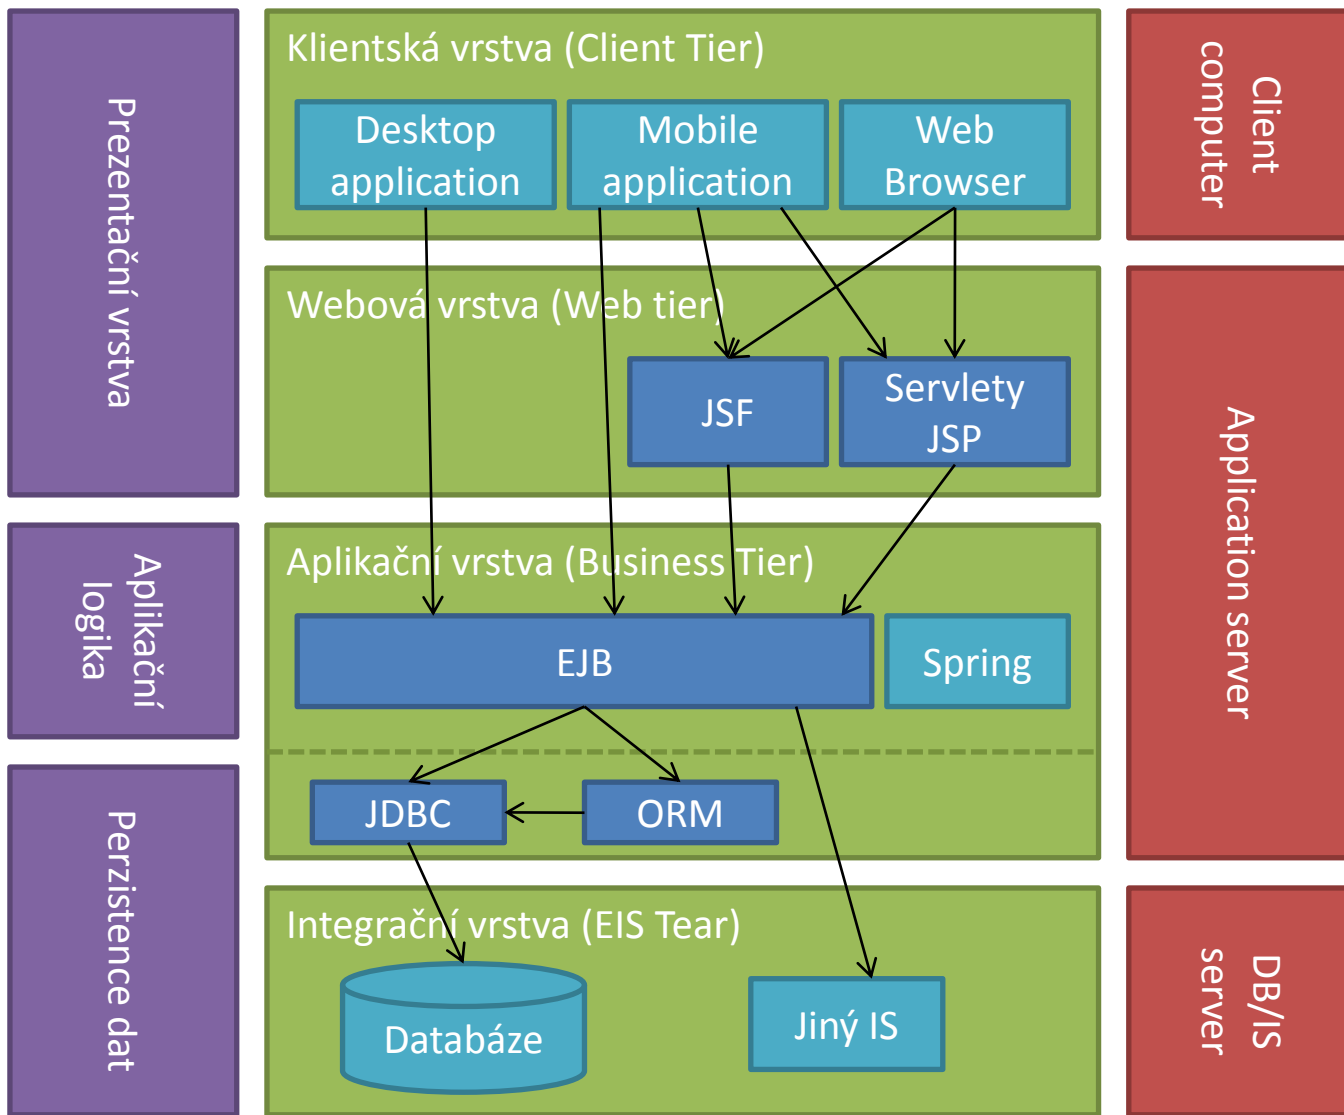 Prezentační vrstva
Klientská vrstva (Client Tier)
Desktop
application
Mobile
application
Web
Browser
Client
computer
Webová vrstva (Web tier)
JSF
Servlety
JSP
Application server
Aplikační
logika
Aplikační vrstva (Business Tier)
EJB
Spring
Perzistence dat
JDBC
ORM
Integrační vrstva (EIS Tear)
Databáze
Jiný IS
DB/IS
server